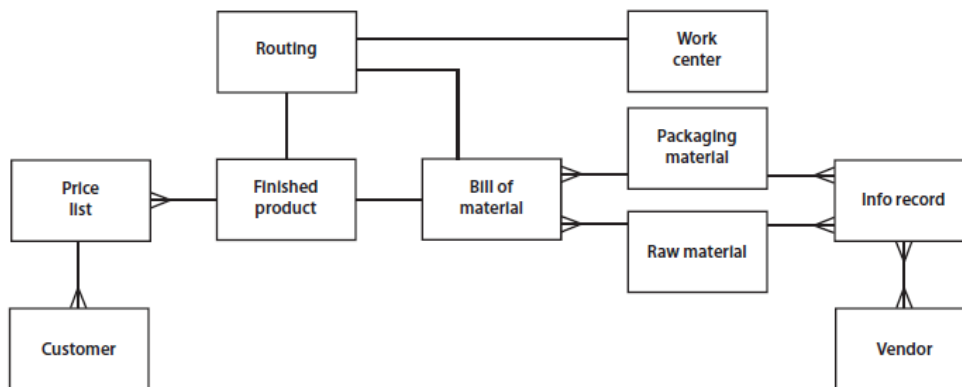 Routing
Work
center
Packaging
material
Price
list
Finished
product
Bill of
material
Info record
Raw material
Customer
Vendor